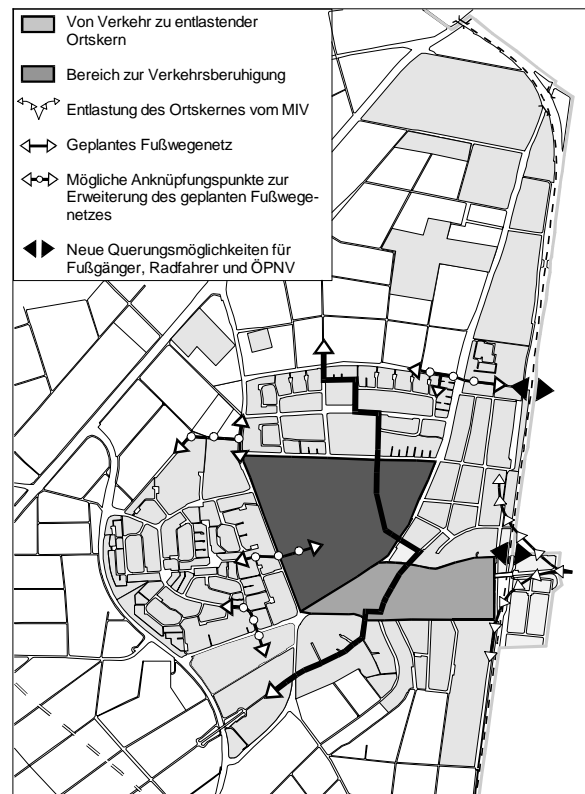 Von Verkehr zu entlastender
Ortskern
Bereich zur Verkehrsberuhigung
Entlastung des Ortskernes vom MIV
Geplantes Fußwegenetz
Mögliche Anknüpfungspunkte zur
Erweiterung des geplanten Fußwege-
netzes
Neue Querungsmöglichkeiten für
Fußgänger, Radfahrer und ÖPNV